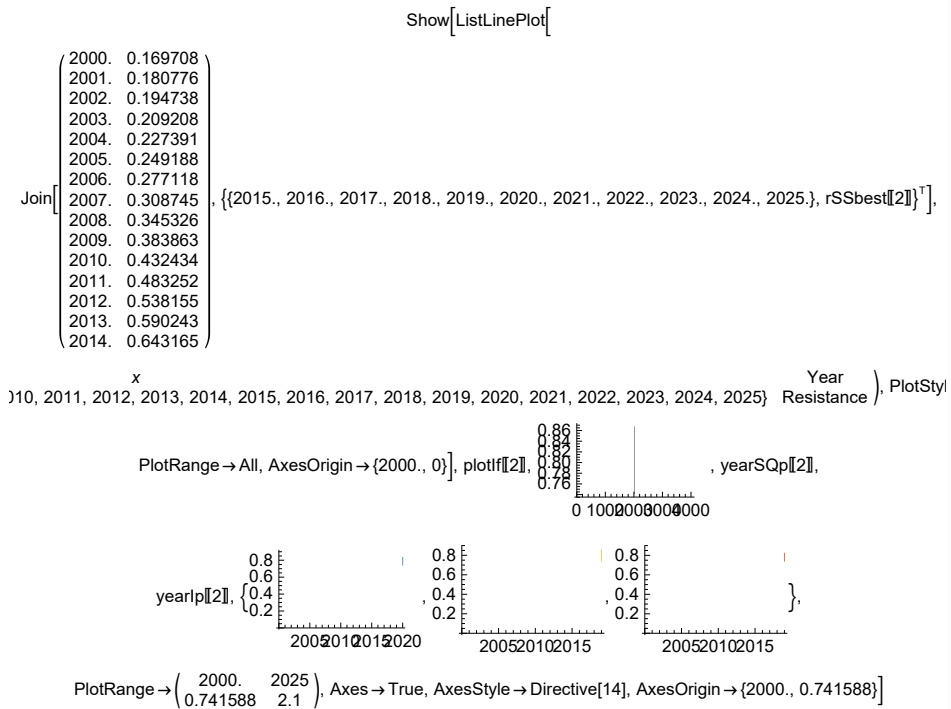 Show[ListLinePlot[
2000. 0.169708
2001. 0.180776
2002. 0.194738
2003. 0.209208
2004. 0.227391
2005. 0.249188
2006. 0.277118
Join[( 2007. 0.308745 ), {{2015., 2016., 2017., 2018., 2019., 2020., 2021., 2022., 2023., 2024., 2025.}, rSSbest⟦2⟧}ᵀ],
2008. 0.345326
2009. 0.383863
2010. 0.432434
2011. 0.483252
2012. 0.538155
2013. 0.590243
2014. 0.643165
x Year
10, 2011, 2012, 2013, 2014, 2015, 2016, 2017, 2018, 2019, 2020, 2021, 2022, 2023, 2024, 2025} Resistance ), PlotStyl
PlotRange→All, AxesOrigin→{2000., 0}], plotIf⟦2⟧, , yearSQp⟦2⟧,
0.86
0.84
0.82
0.80
0.78
0.76
0 1000 2000 3000 4000
yearIp⟦2⟧, { , , },
0.8 0.8 0.8
0.6 0.6 0.6
0.4 0.4 0.4
0.2 0.2 0.2
2005 2010 2015 2020 2005 2010 2015 2005 2010 2015
PlotRange→( 2000. 2025 ), Axes→True, AxesStyle→Directive[14], AxesOrigin→{2000., 0.741588}]
0.741588 2.1